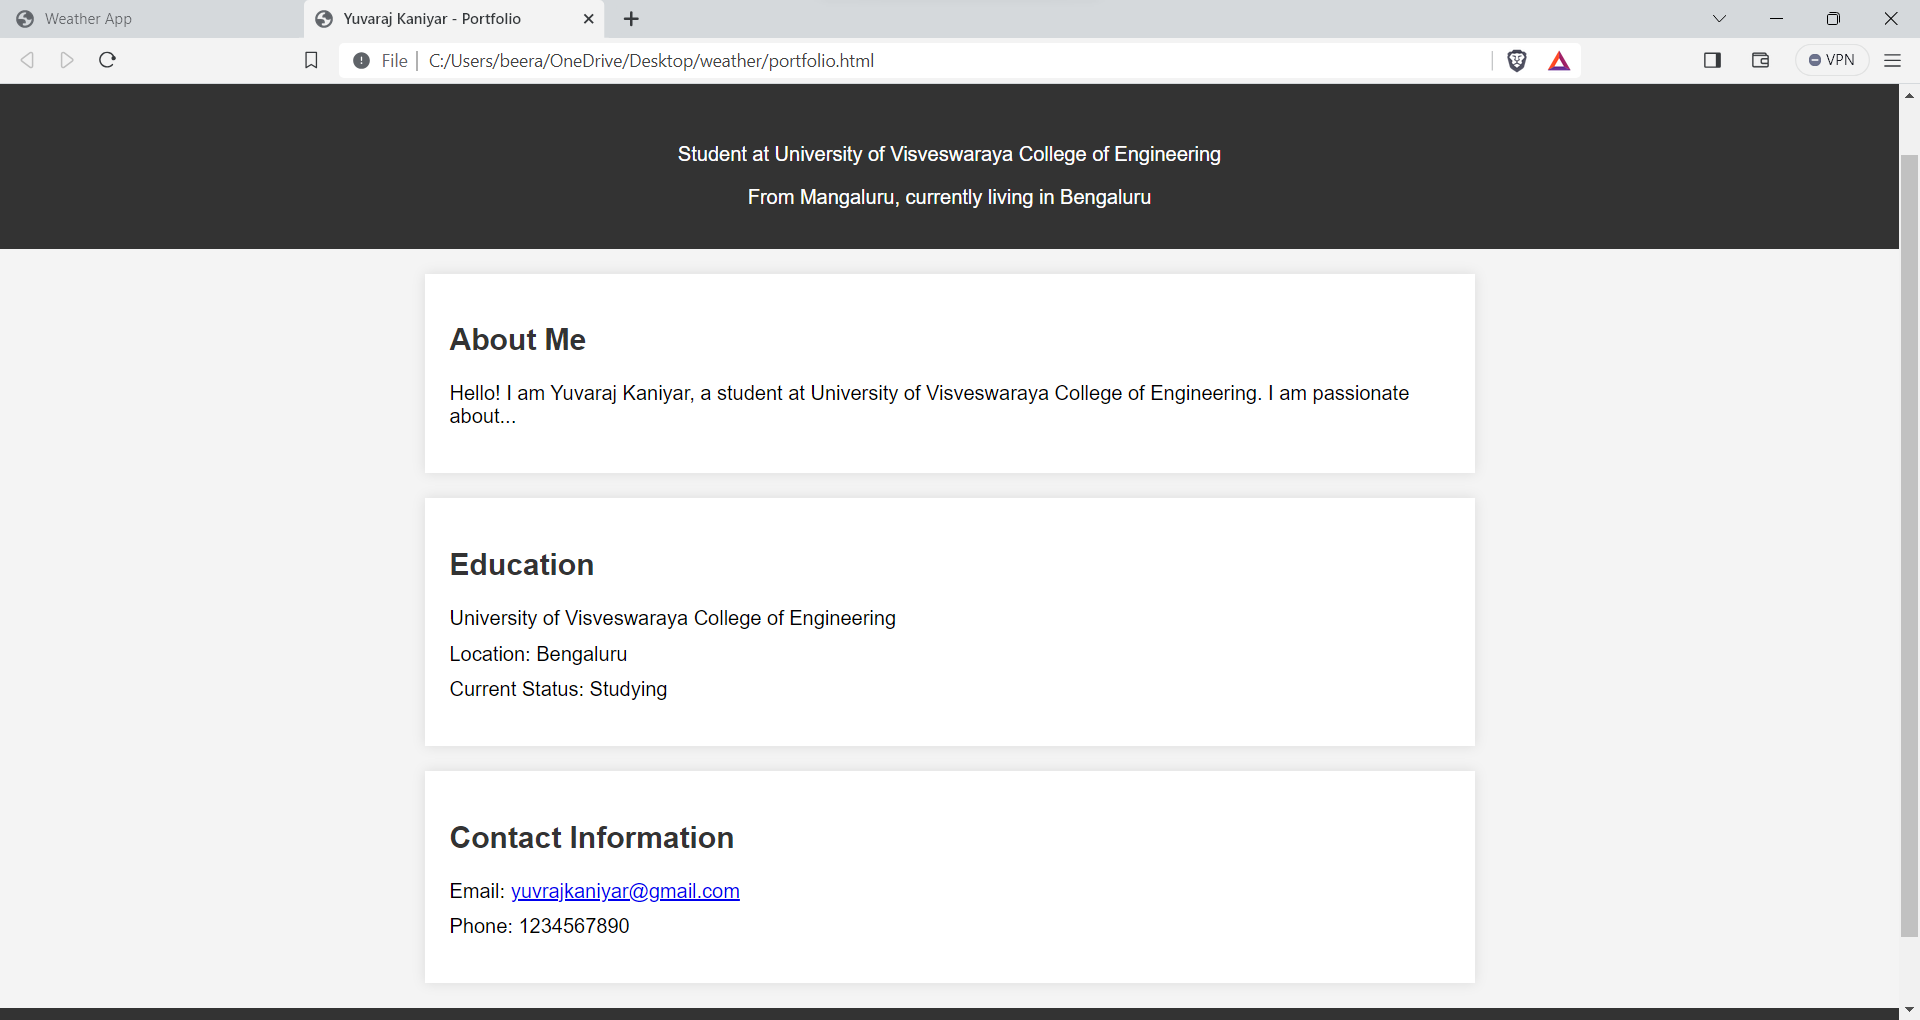 Weather App
Yuvaraj Kaniyar - Portfolio
File
C:/Users/beera/OneDrive/Desktop/weather/portfolio.html
VPN
Student at University of Visveswaraya College of Engineering
From Mangaluru, currently living in Bengaluru
About Me
Hello! I am Yuvaraj Kaniyar, a student at University of Visveswaraya College of Engineering. I am passionate
about...
Education
University of Visveswaraya College of Engineering
Location: Bengaluru
Current Status: Studying
Contact Information
Email: yuvrajkaniyar@gmail.com
Phone: 1234567890